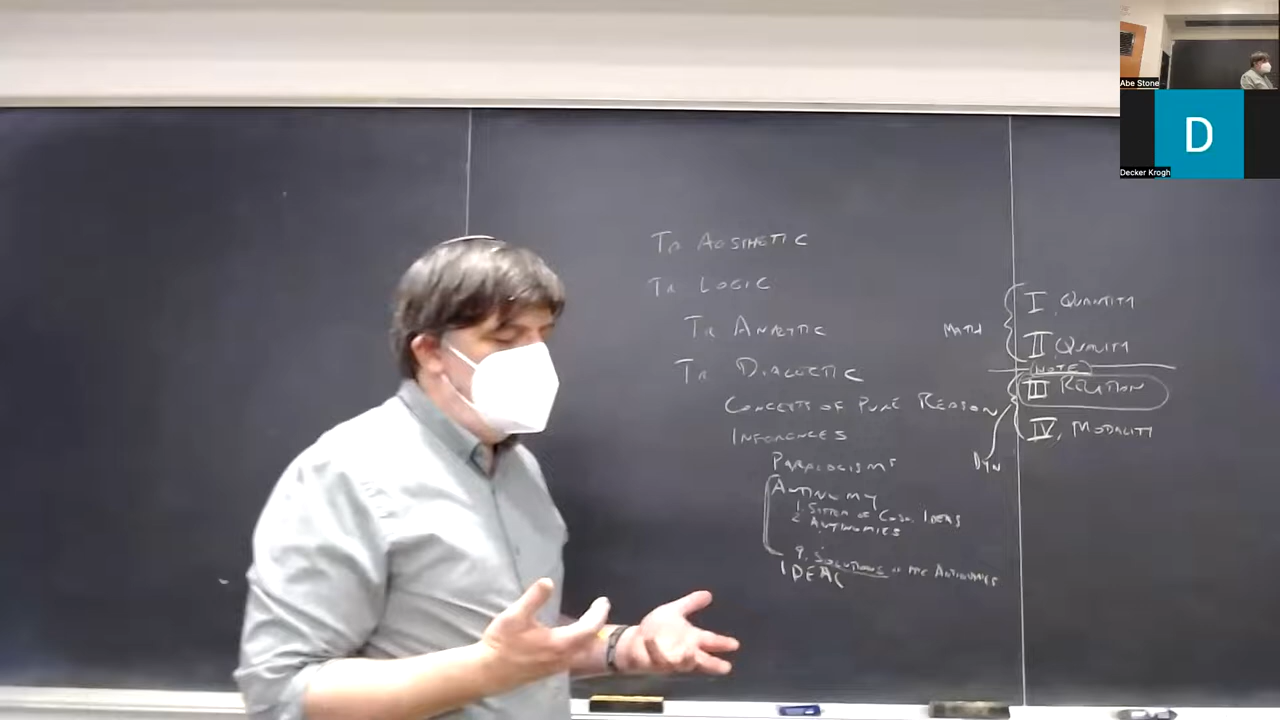 Abe Stone
D
Decker Krogh
Tr AESTHETIC
Tr LOGIC
Tr ANALYTIC
Tr DIALECTIC
CONCEPTS OF PURE REASON
INFERENCES
PARALOGISMS
ANTINOMY
1. SYSTEM OF COSM. IDEAS
2. ANTINOMIES
9. SOLUTIONS OF THE ANTINOMIES
IDEAL
MATH
I. QUANTITY
II. QUALITY
(NOTE)
III RELATION
IV. MODALITY
DYN